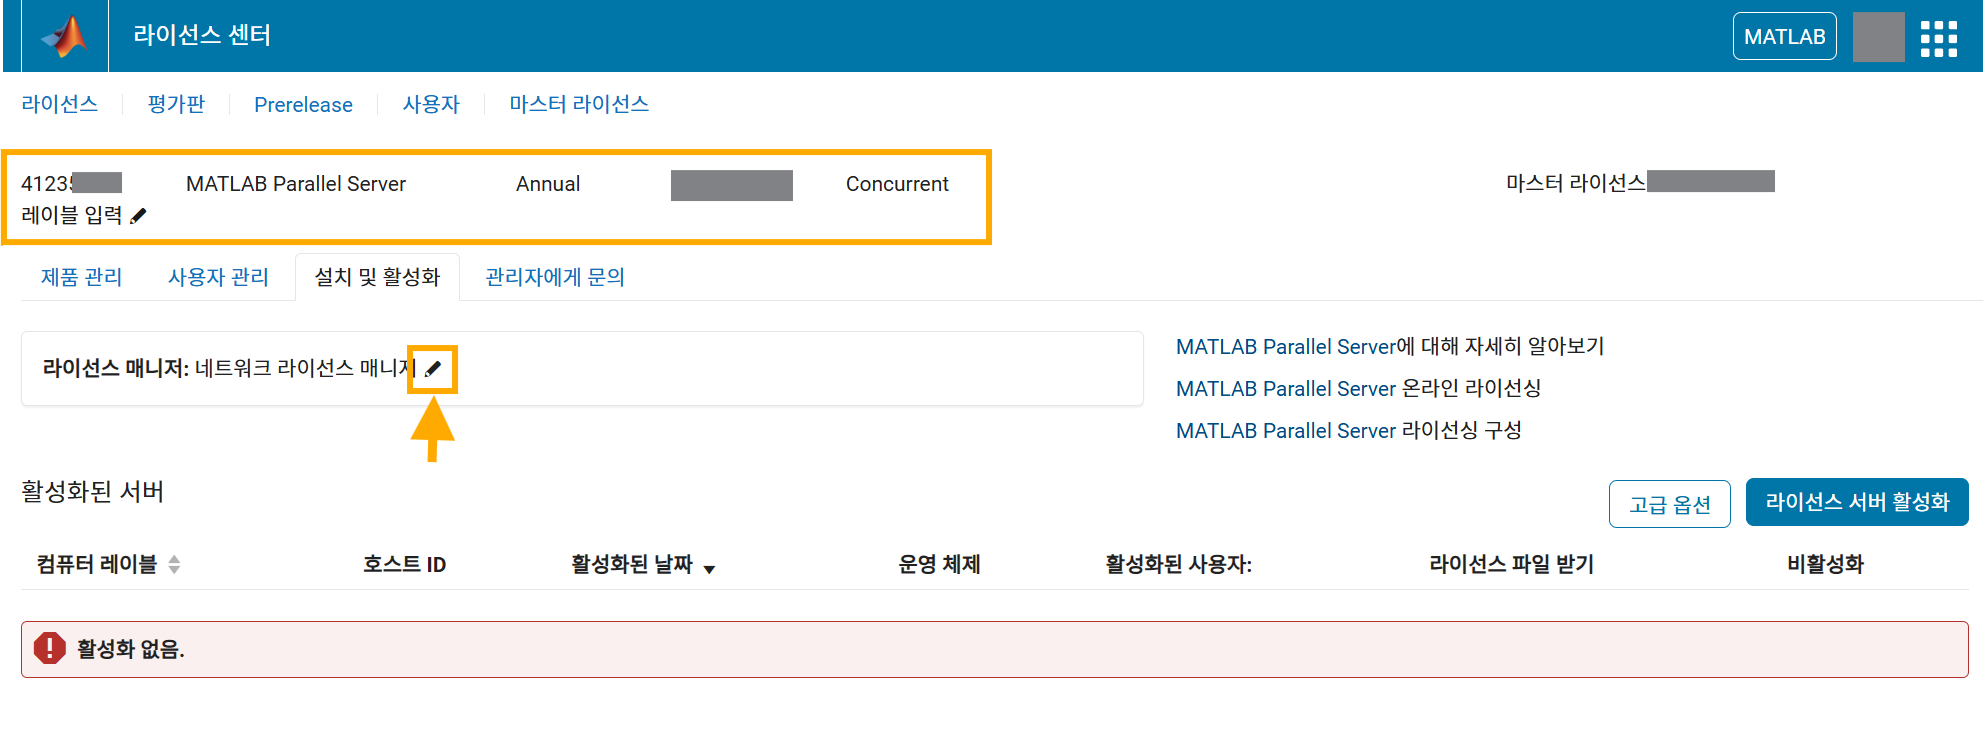 라이선스 센터
MATLAB
라이선스 평가판 Prerelease 사용자 마스터 라이선스
4123 MATLAB Parallel Server Annual Concurrent 마스터 라이선스
레이블 입력
제품 관리 사용자 관리 설치 및 활성화 관리자에게 문의
라이선스 매니저: 네트워크 라이선스 매니저
MATLAB Parallel Server에 대해 자세히 알아보기
MATLAB Parallel Server 온라인 라이선싱
MATLAB Parallel Server 라이선싱 구성
활성화된 서버
고급 옵션 라이선스 서버 활성화
컴퓨터 레이블 호스트 ID 활성화된 날짜 운영 체제 활성화된 사용자: 라이선스 파일 받기 비활성화
활성화 없음.